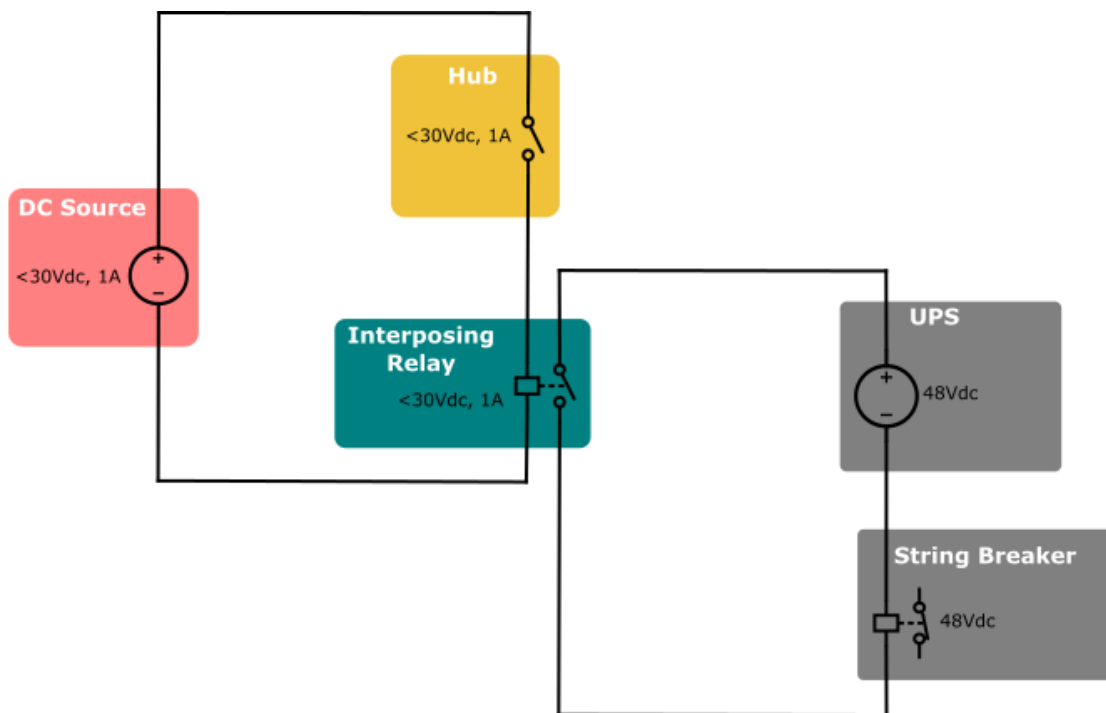 Hub
<30Vdc, 1A
DC Source
+
<30Vdc, 1A
−
Interposing
Relay
<30Vdc, 1A
UPS
+
48Vdc
−
String Breaker
48Vdc